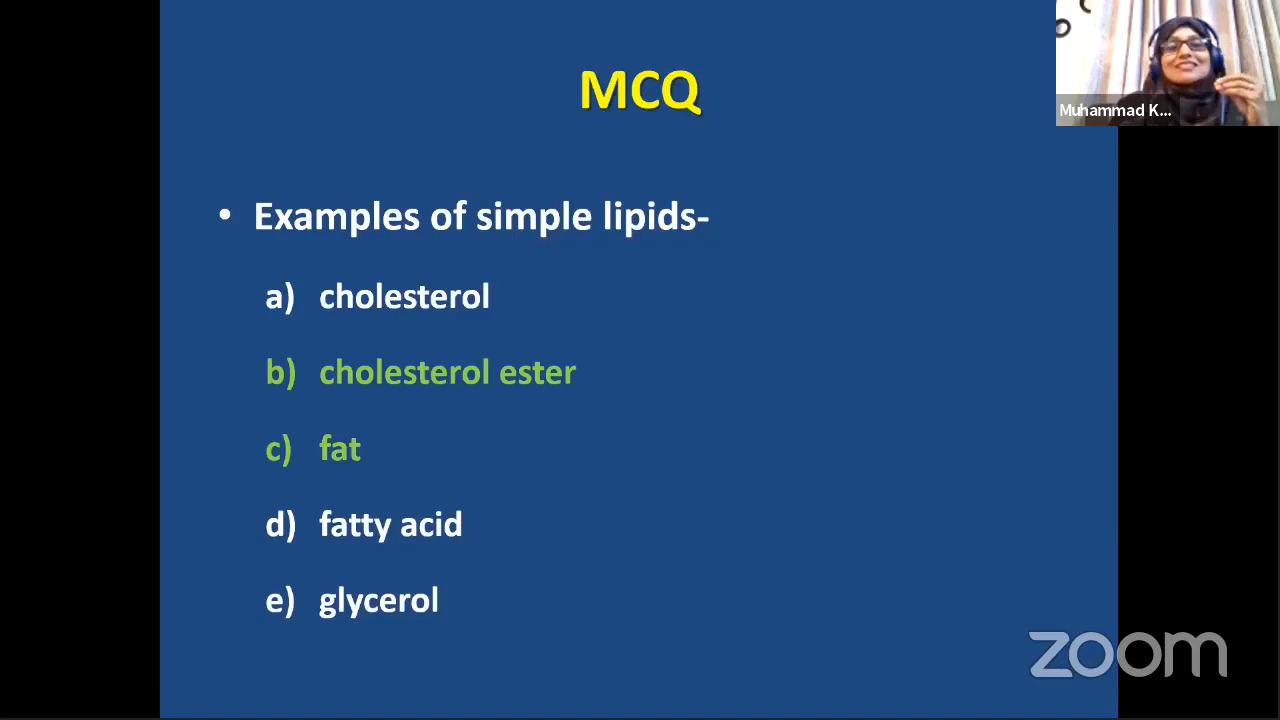 MCQ
Muhammad K...
• Examples of simple lipids-
a) cholesterol
b) cholesterol ester
c) fat
d) fatty acid
e) glycerol
zoom